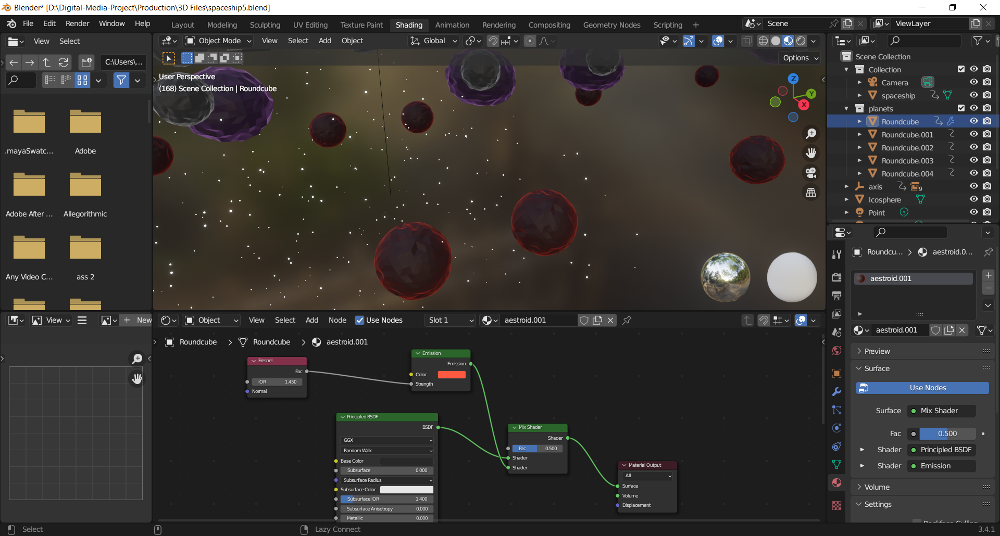 Blender* [D:\Digital-Media-Project\Production\3D Files\spaceship5.blend]
File Edit Render Window Help Layout Modeling Sculpting UV Editing Texture Paint Shading Animation Rendering Compositing Geometry Nodes Scripting + Scene ViewLayer
View Select
Object Mode View Select Add Object Global
C:\Users\...
Options
User Perspective
(168) Scene Collection | Roundcube
Z
Y
X
.mayaSwatc...
Adobe
Adobe After ...
Allegorithmic
Any Video C...
ass 2
Scene Collection
Collection
Camera
spaceship
planets
Roundcube
Roundcube.001
Roundcube.002
Roundcube.003
Roundcube.004
axis 9
Icosphere
Point
View + New
Object View Select Add Node Use Nodes Slot 1 aestroid.001
Roundcube > Roundcube > aestroid.001
Fresnel
Fac
IOR 1.450
Normal
Emission
Emission
Color
Strength
Principled BSDF
BSDF
GGX
Random Walk
Base Color
Subsurface 0.000
Subsurface Radius
Subsurface Color
Subsurface IOR 1.400
Subsurface Anisotropy 0.000
Metallic 0.000
Mix Shader
Shader
Fac 0.500
Shader
Shader
Material Output
All
Surface
Volume
Displacement
Roundcu... > aestroid.0...
aestroid.001
aestroid.001
Preview
Surface
Use Nodes
Surface Mix Shader
Fac 0.500
Shader Principled BSDF
Shader Emission
Volume
Settings
Backface Culling
Select
Lazy Connect
3.4.1